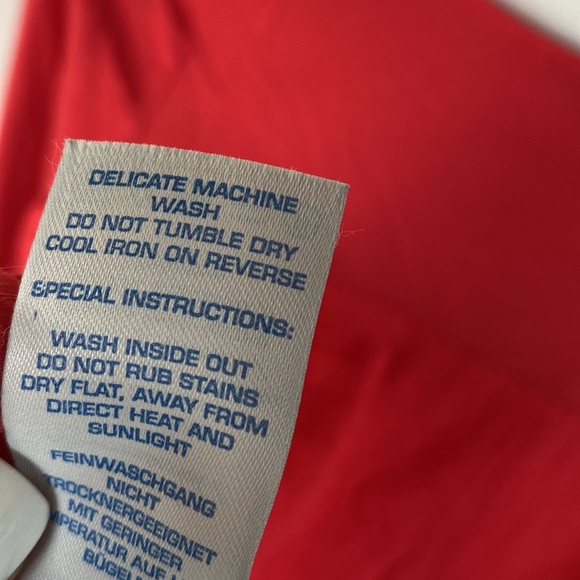 DELICATE MACHINE
WASH
DO NOT TUMBLE DRY
COOL IRON ON REVERSE
SPECIAL INSTRUCTIONS:
WASH INSIDE OUT
DO NOT RUB STAINS
DRY FLAT, AWAY FROM
DIRECT HEAT AND
SUNLIGHT
FEINWASCHGANG
NICHT
TROCKNERGEEIGNET
MIT GERINGER
AUF